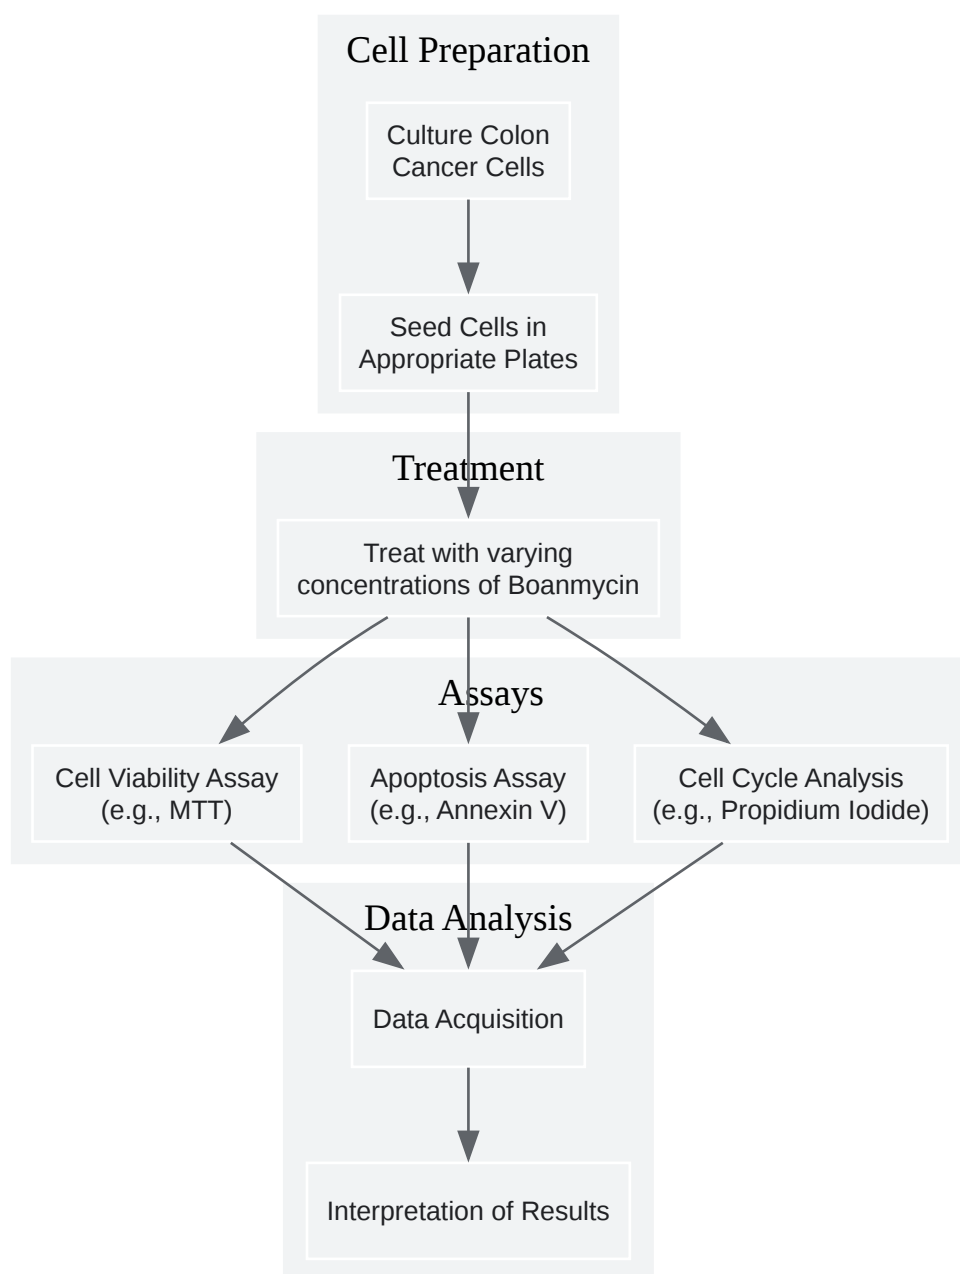 Cell Preparation
Culture Colon
Cancer Cells
Seed Cells in
Appropriate Plates
Treatment
Treat with varying
concentrations of Boanmycin
Assays
Cell Viability Assay
(e.g., MTT)
Apoptosis Assay
(e.g., Annexin V)
Cell Cycle Analysis
(e.g., Propidium Iodide)
Data Analysis
Data Acquisition
Interpretation of Results